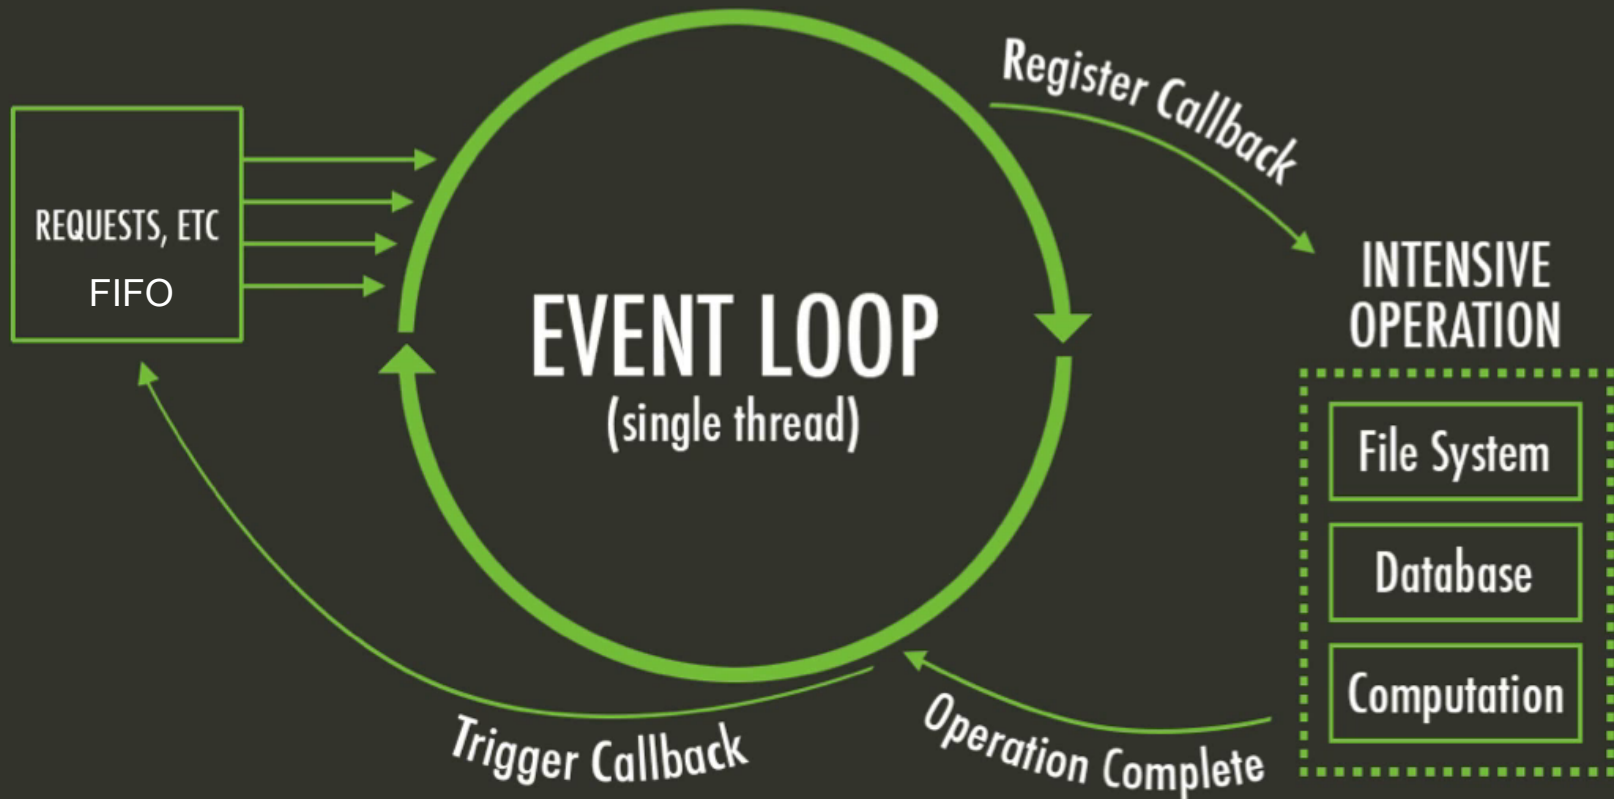 REQUESTS, ETC
FIFO
EVENT LOOP
(single thread)
Register Callback
INTENSIVE
OPERATION
File System
Database
Computation
Operation Complete
Trigger Callback